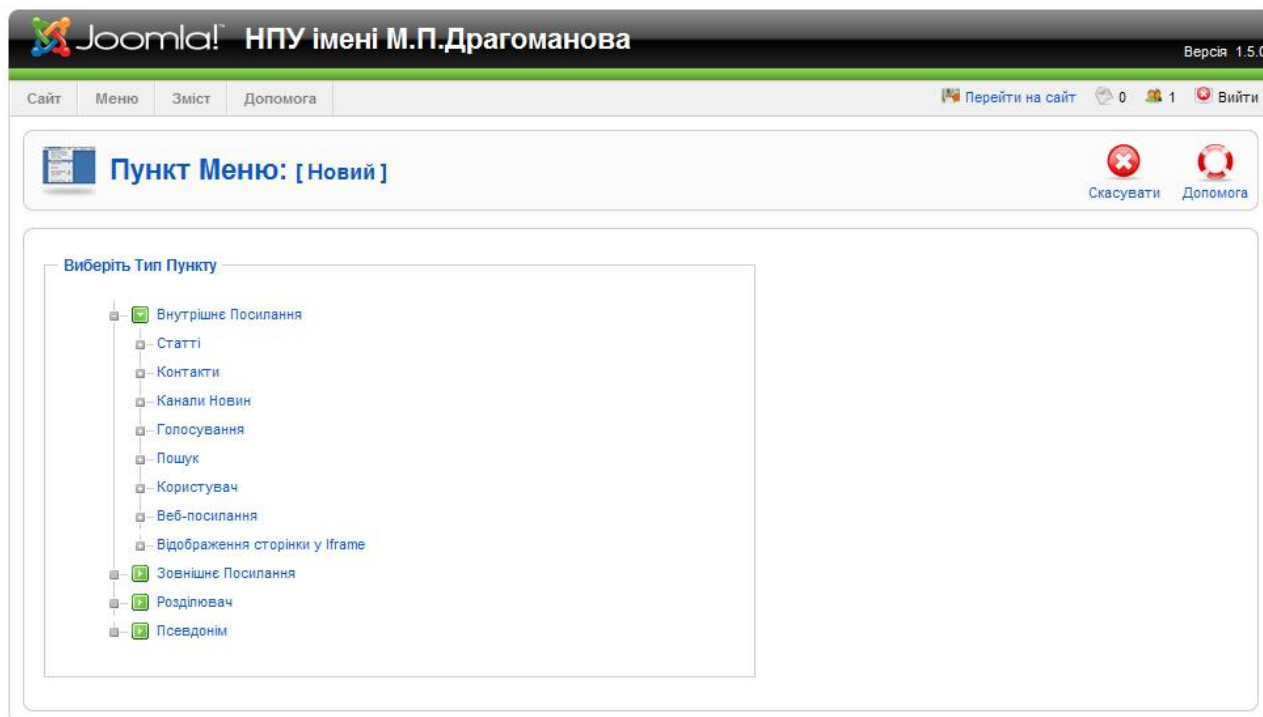 Joomla! НПУ імені М.П.Драгоманова
Версія 1.5.0
Сайт Меню Зміст Допомога Перейти на сайт 0 1 Вийти
Пункт Меню: [ Новий ]
Скасувати Допомога
Виберіть Тип Пункту
Внутрішнє Посилання
Статті
Контакти
Канали Новин
Голосування
Пошук
Користувач
Веб-посилання
Відображення сторінки у Iframe
Зовнішнє Посилання
Розділювач
Псевдонім